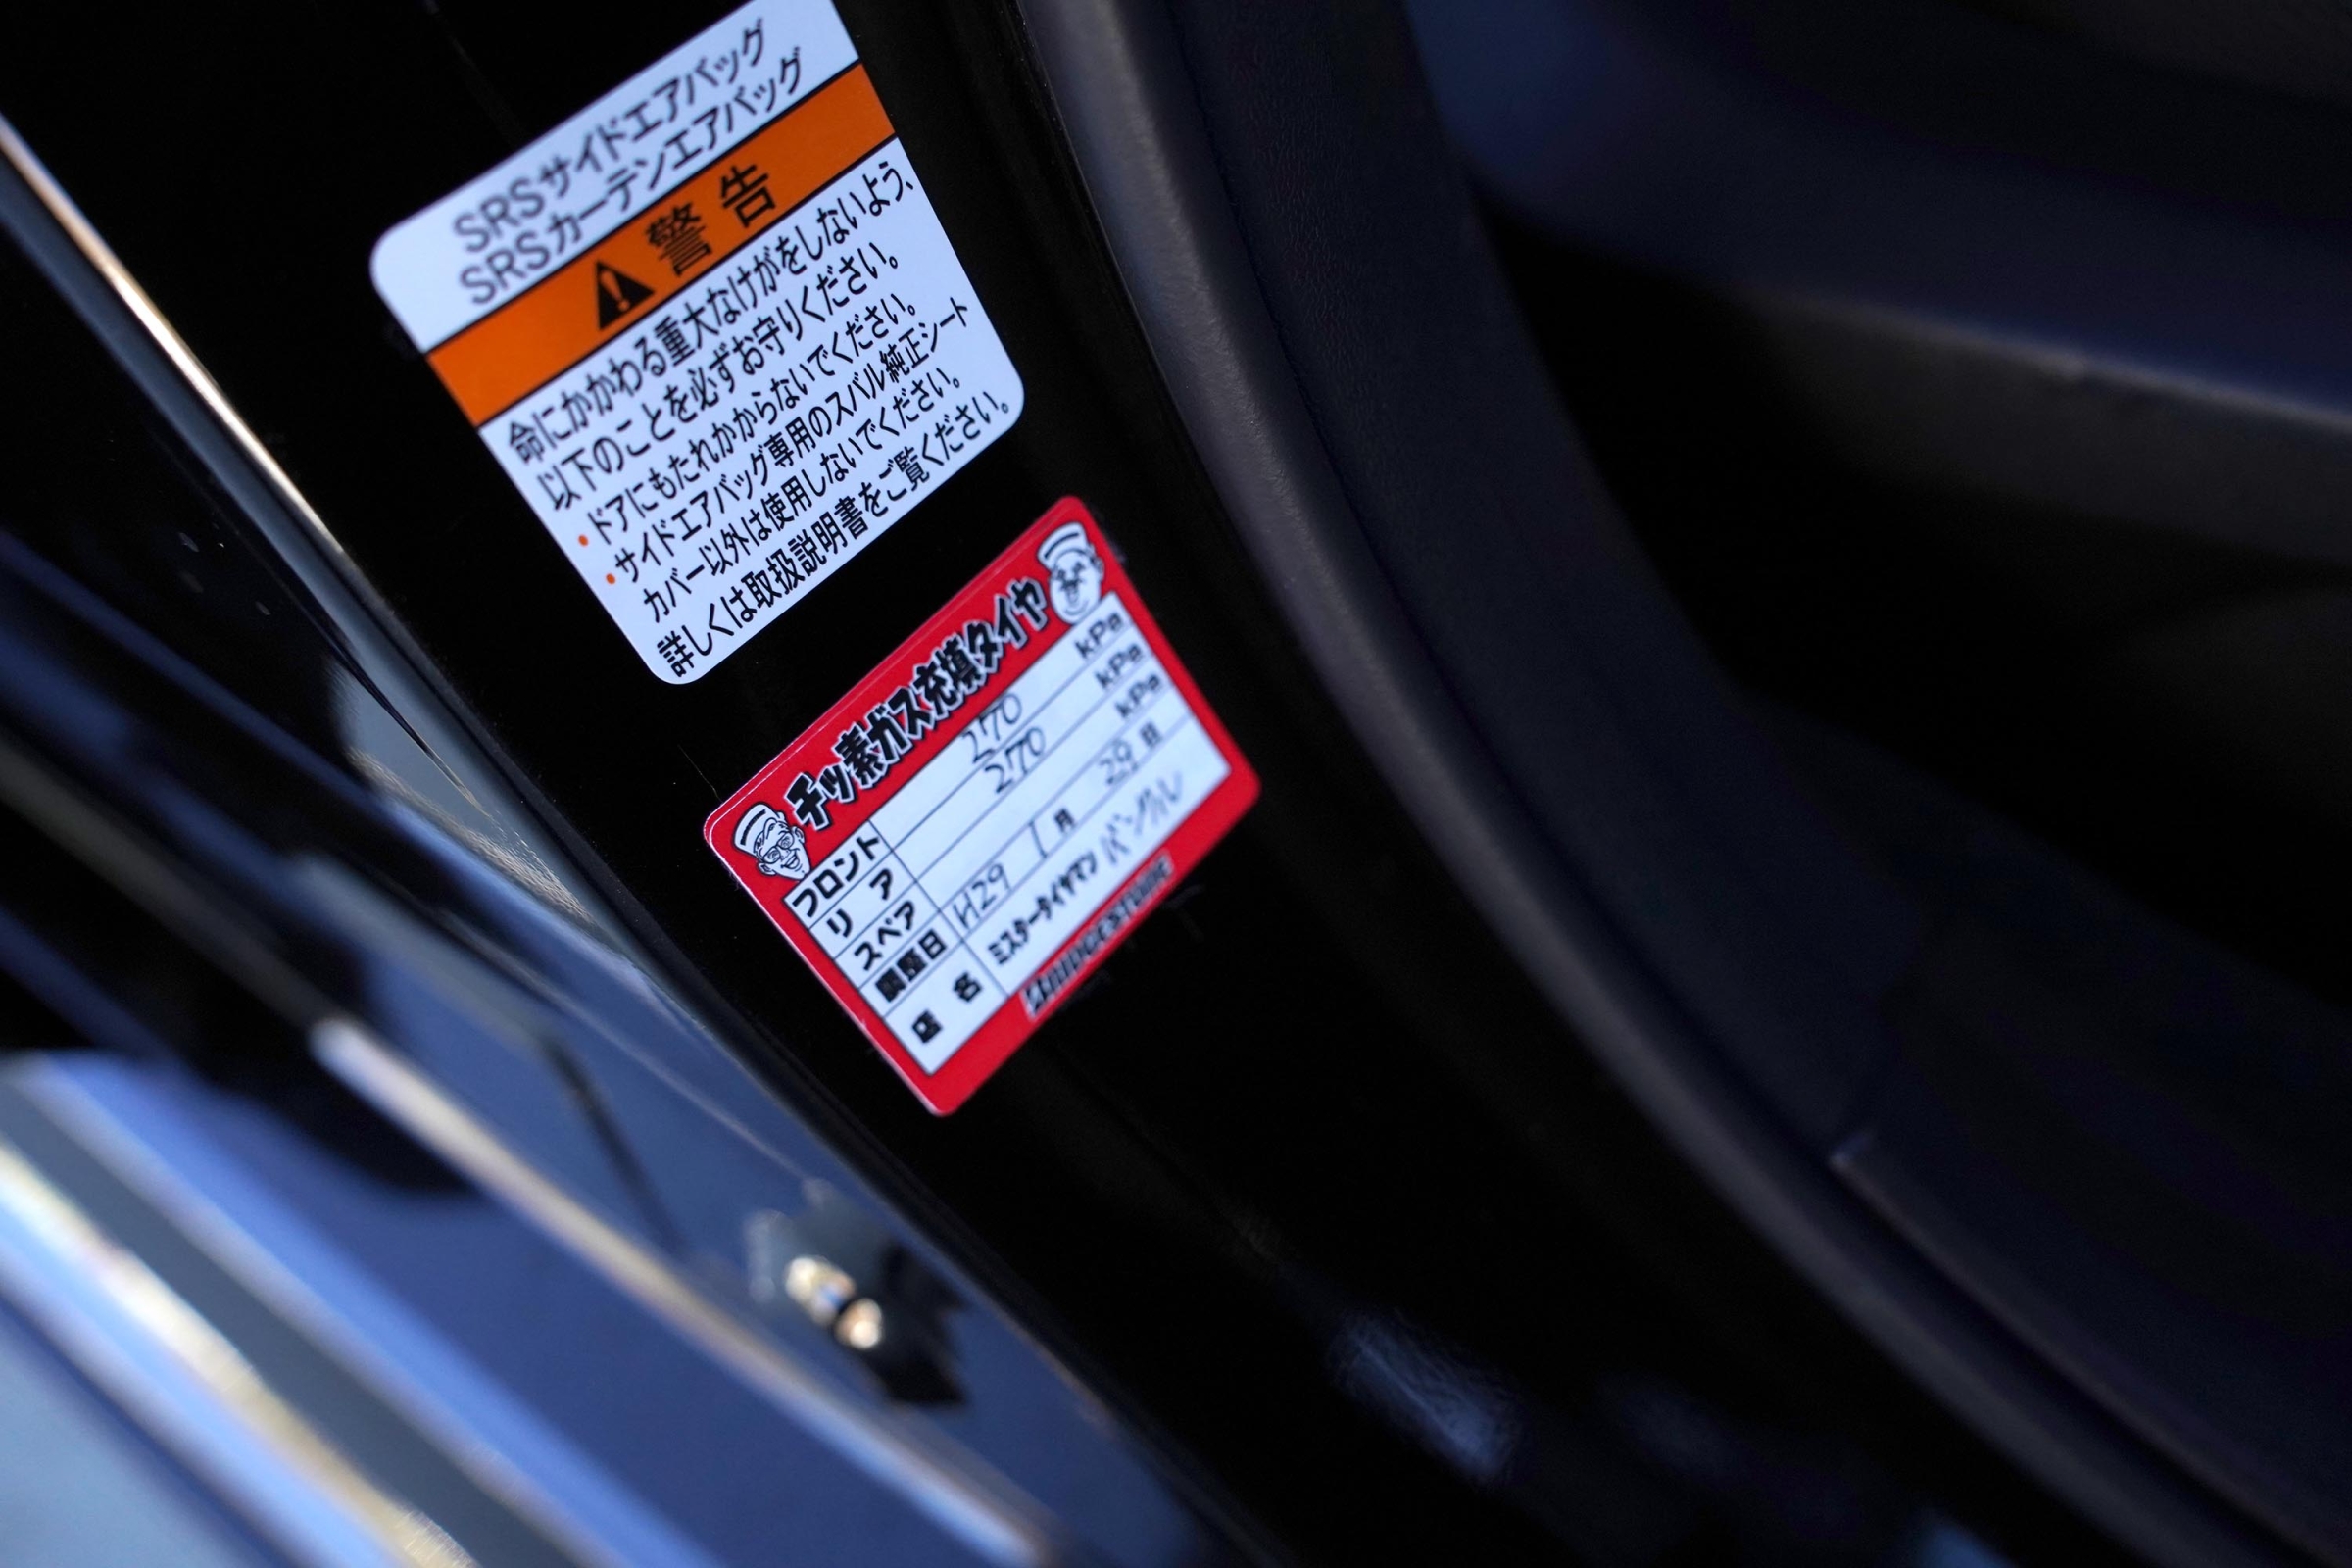 SRSサイドエアバッグ
SRSカーテンエアバッグ
警告
命にかかわる重大なけがをしないよう、
以下のことを必ずお守りください。
・ドアにもたれかからないでください。
・サイドエアバッグ専用のスバル純正シート
カバー以外は使用しないでください。
詳しくは取扱説明書をご覧ください。
チッ素ガス充填タイヤ
フロント 270 kPa
リア 270 kPa
スペア kPa
調整日 H29 1月 29日
店名 ミスタータイヤマン バングル
BRIDGESTONE